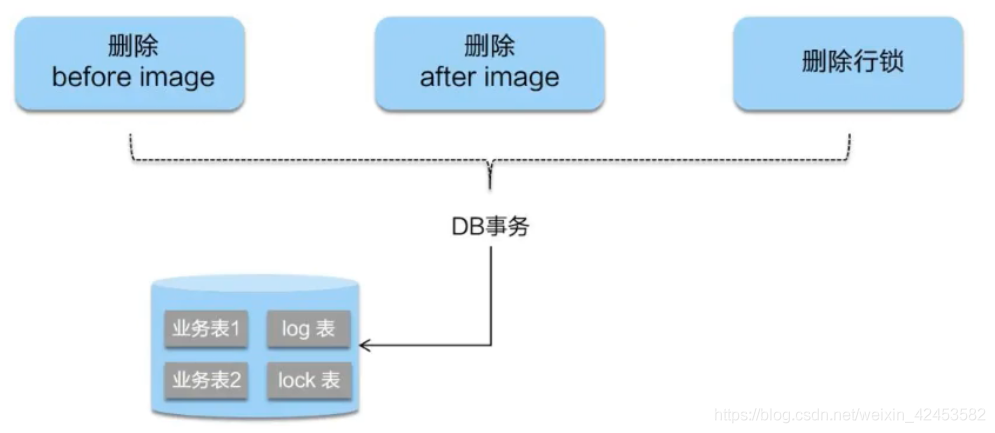 删除
before image
删除
after image
删除行锁
DB事务
业务表1
log 表
业务表2
lock 表
https://blog.csdn.net/weixin_42453582